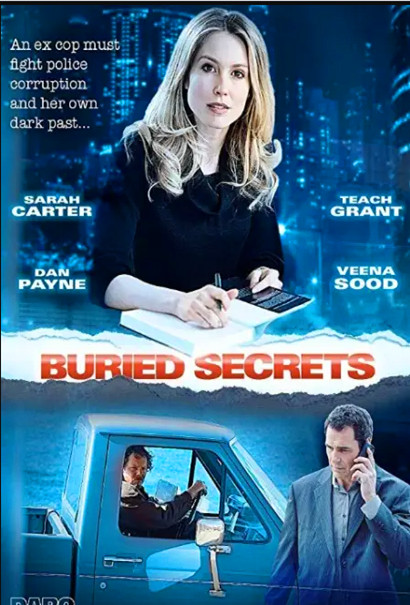 An ex cop must
fight police
corruption
and her own
dark past...
SARAH
CARTER
TEACH
GRANT
DAN
PAYNE
VEENA
SOOD
BURIED SECRETS